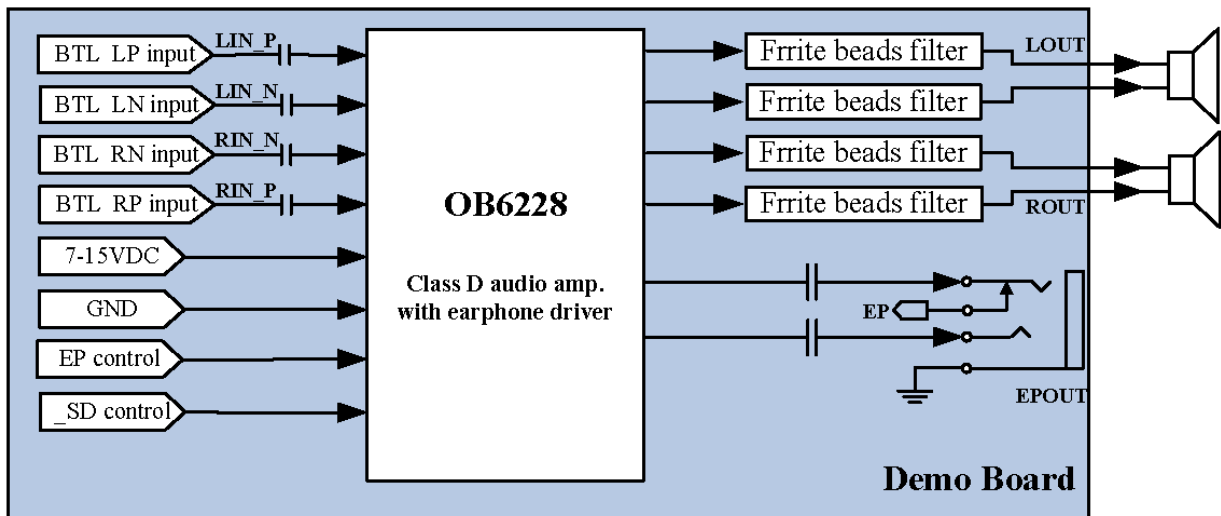 BTL LP input
LIN_P
BTL LN input
LIN_N
BTL RN input
RIN_N
BTL RP input
RIN_P
7-15VDC
GND
EP control
_SD control
OB6228
Class D audio amp.
with earphone driver
Frrite beads filter
LOUT
Frrite beads filter
Frrite beads filter
Frrite beads filter
ROUT
EP
EPOUT
Demo Board